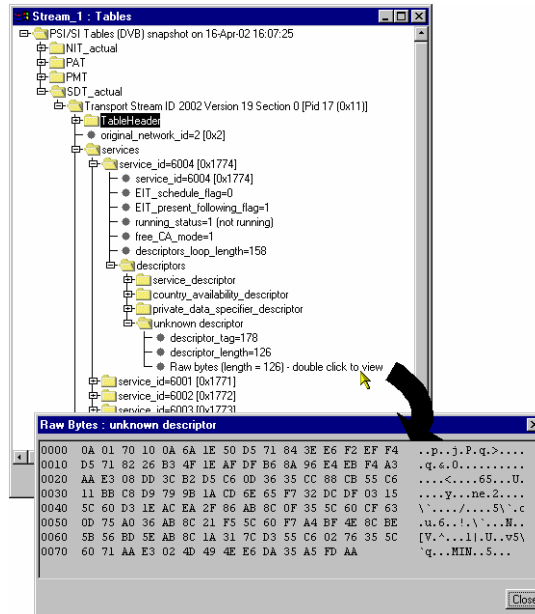 Stream_1 : Tables
PSI/SI Tables (DVB) snapshot on 16-Apr-02 16:07:25
NIT_actual
PAT
PMT
SDT_actual
Transport Stream ID 2002 Version 19 Section 0 [Pid 17 (0x11)]
TableHeader
original_network_id=2 [0x2]
services
service_id=6004 [0x1774]
service_id=6004 [0x1774]
EIT_schedule_flag=0
EIT_present_following_flag=1
running_status=1 (not running)
free_CA_mode=1
descriptors_loop_length=158
descriptors
service_descriptor
country_availability_descriptor
private_data_specifier_descriptor
unknown descriptor
descriptor_tag=178
descriptor_length=126
Raw bytes (length = 126) - double click to view
service_id=6001 [0x1771]
service_id=6002 [0x1772]
service_id=6003 [0x1773]
Raw Bytes : unknown descriptor
0000 0A 01 70 10 0A 6A 1E 50 D5 71 84 3E E6 F2 EF F4 ..p..j.P.q.>....
0010 D5 71 82 26 B3 4F 1E AF DF B6 8A 96 E4 EB F4 A3 .q.&.O..........
0020 AA E3 08 DD 3C B2 D5 C6 0D 36 35 CC 88 CB 55 C6 ....<....65...U.
0030 11 BB C8 D9 79 9B 1A CD 6E 65 F7 32 DC DF 03 15 ....y...ne.2....
0040 5C 60 D3 1E AC EA 2F 86 AB 8C 0F 35 5C 60 CF 63 \`..../....5\`.c
0050 0D 75 A0 36 AB 8C 21 F5 5C 60 F7 A4 BF 4E 8C BE .u.6..!.\`...N..
0060 5B 56 BD 5E AB 8C 1A 31 7C D3 55 C6 02 76 35 5C [V.^...1|.U..v5\
0070 60 71 AA E3 02 4D 49 4E E6 DA 35 A5 FD AA `q...MIN..5...
Close